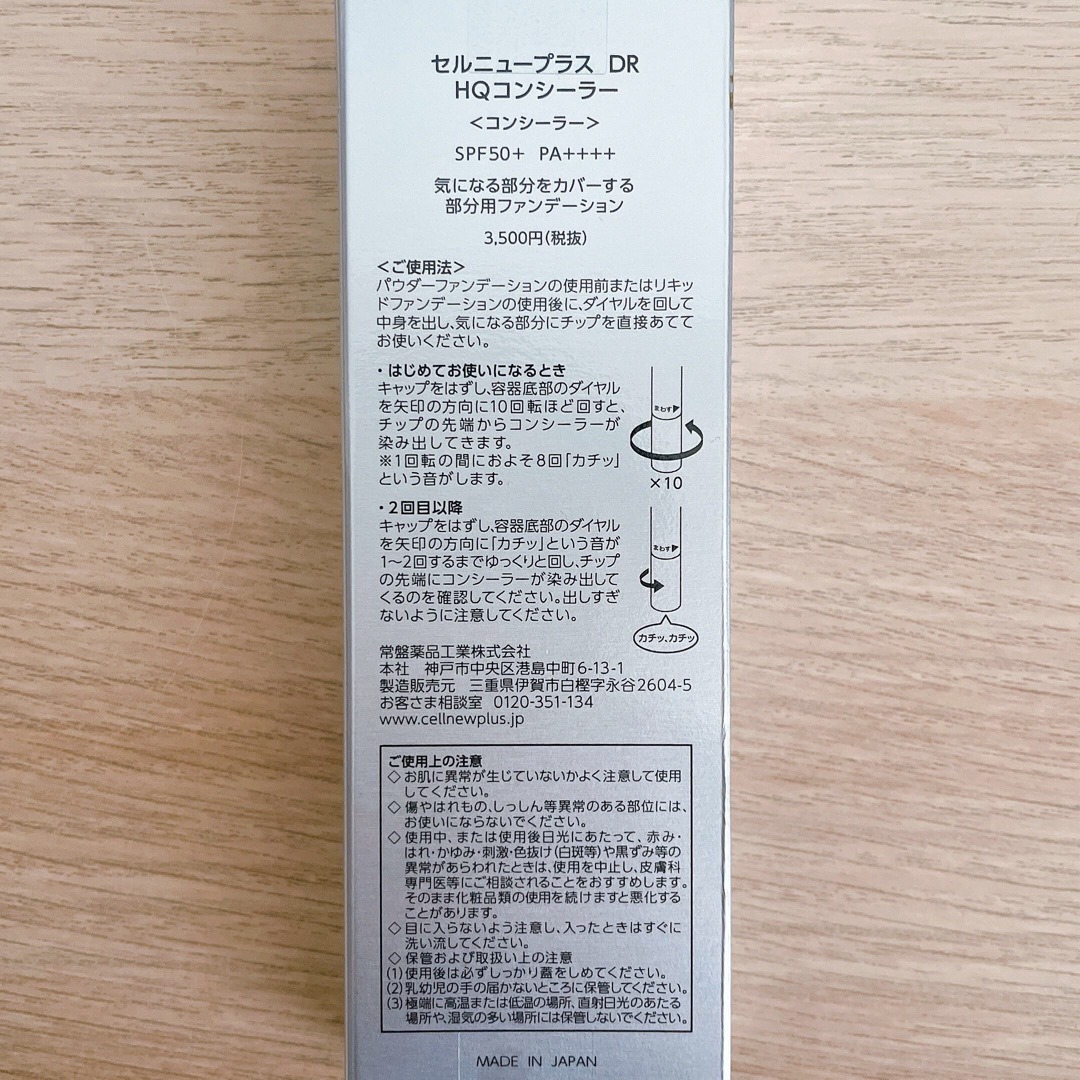 セルニュープラス DR
HQコンシーラー
＜コンシーラー＞
SPF50＋ PA＋＋＋＋
気になる部分をカバーする
部分用ファンデーション
3,500円(税抜)
＜ご使用法＞
パウダーファンデーションの使用前またはリキッ
ドファンデーションの使用後に、ダイヤルを回して
中身を出し、気になる部分にチップを直接あてて
お使いください。
・はじめてお使いになるとき
キャップをはずし、容器底部のダイヤル
を矢印の方向に10回転ほど回すと、
チップの先端からコンシーラーが
染み出してきます。
※1回転の間におよそ8回「カチッ」
という音がします。
まわす▶
×10
・2回目以降
キャップをはずし、容器底部のダイヤル
を矢印の方向に「カチッ」という音が
1〜2回するまでゆっくりと回し、チップ
の先端にコンシーラーが染み出して
くるのを確認してください。出しすぎ
ないように注意してください。
まわす▶
カチッ、カチッ
常盤薬品工業株式会社
本社 神戸市中央区港島中町6-13-1
製造販売元 三重県伊賀市白樫字永谷2604-5
お客さま相談室 0120-351-134
www.cellnewplus.jp
ご使用上の注意
◇お肌に異常が生じていないかよく注意して使用
してください。
◇傷やはれもの、しっしん等異常のある部位には、
お使いにならないでください。
◇使用中、または使用後日光にあたって、赤み・
はれ・かゆみ・刺激・色抜け(白斑等)や黒ずみ等の
異常があらわれたときは、使用を中止し、皮膚科
専門医等にご相談されることをおすすめします。
そのまま化粧品類の使用を続けますと悪化する
ことがあります。
◇目に入らないよう注意し、入ったときはすぐに
洗い流してください。
◇保管および取扱い上の注意
(1)使用後は必ずしっかり蓋をしめてください。
(2)乳幼児の手の届かないところに保管してください。
(3)極端に高温または低温の場所、直射日光のあたる
場所や、湿気の多い場所には保管しないでください。
MADE IN JAPAN